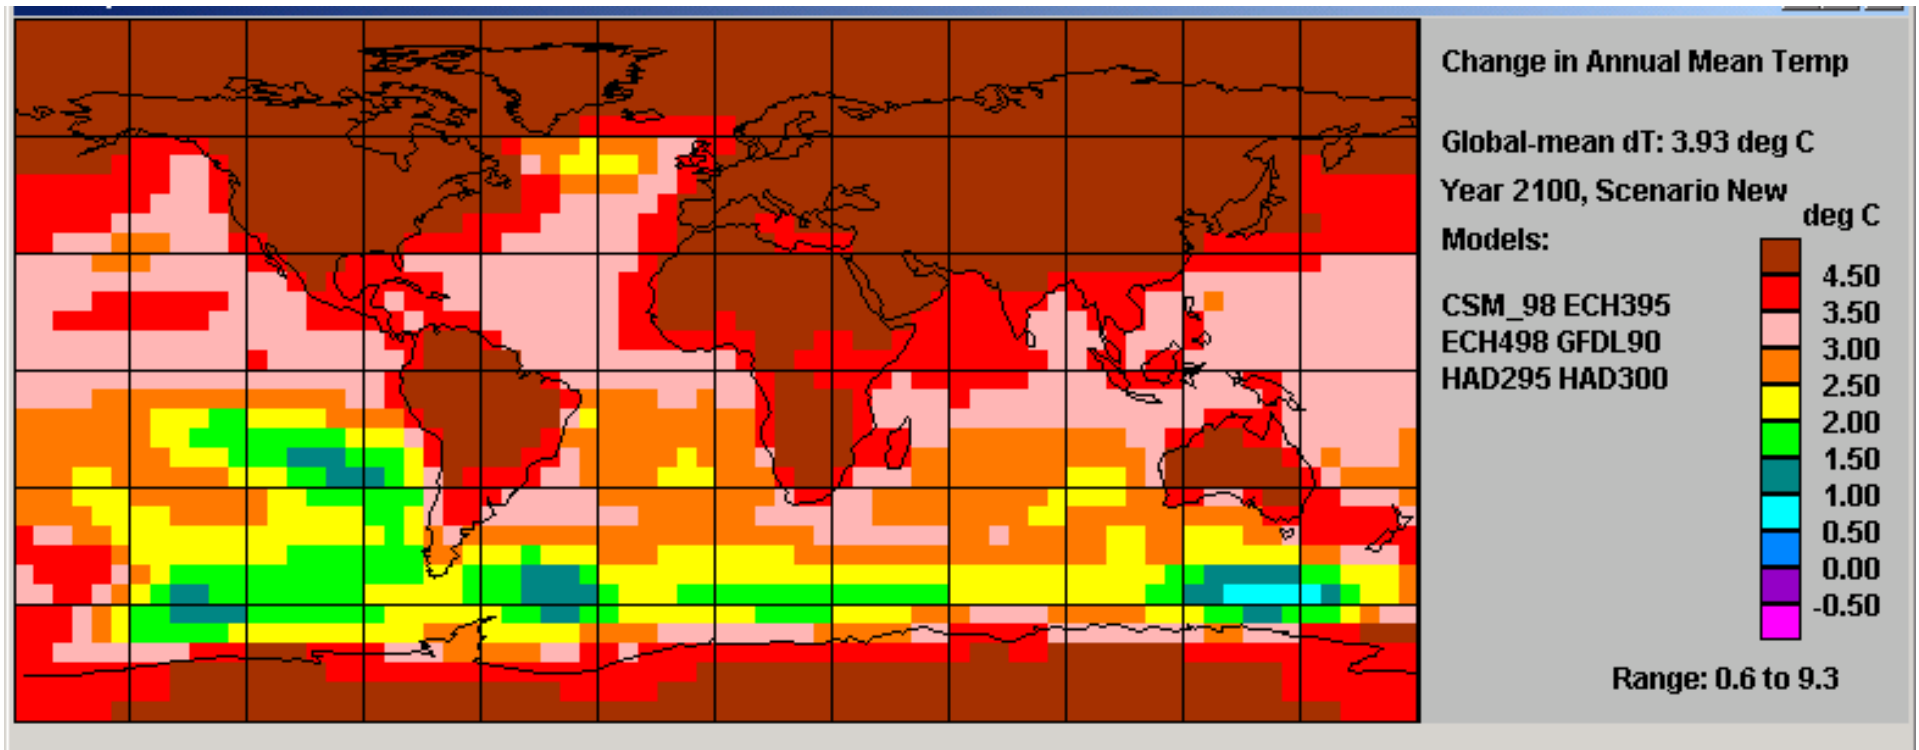 Change in Annual Mean Temp
Global-mean dT: 3.93 deg C
Year 2100, Scenario New
deg C
Models:
4.50
3.50
CSM_98 ECH395
3.00
ECH498 GFDL90
2.50
HAD295 HAD300
2.00
1.50
1.00
0.50
0.00
-0.50
Range: 0.6 to 9.3